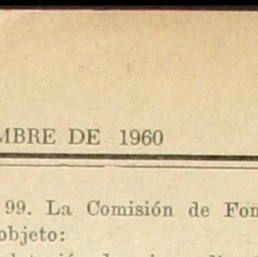 MBRE DE 1960
99. La Comisión de Fon
objeto: